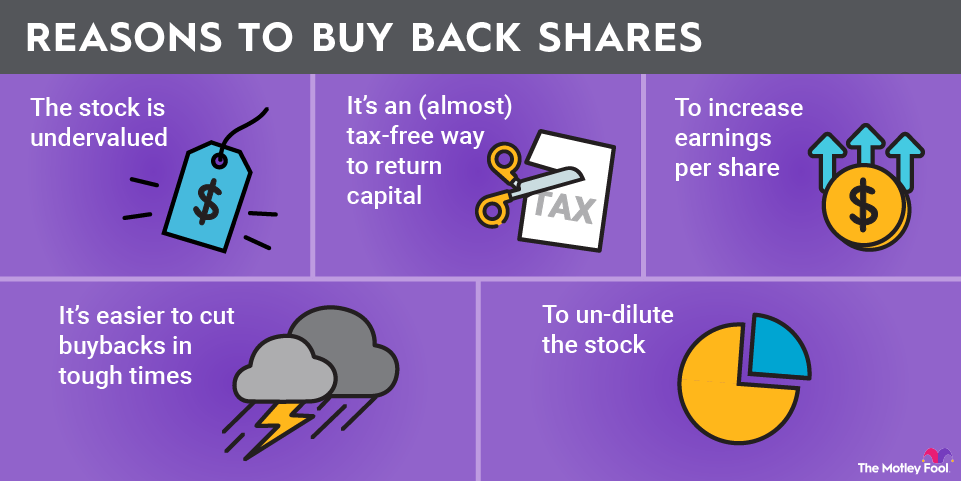 REASONS TO BUY BACK SHARES
The stock is
undervalued
$
It's an (almost)
tax-free way
to return
capital
TAX
To increase
earnings
per share
$
It's easier to cut
buybacks in
tough times
To un-dilute
the stock
The Motley Fool